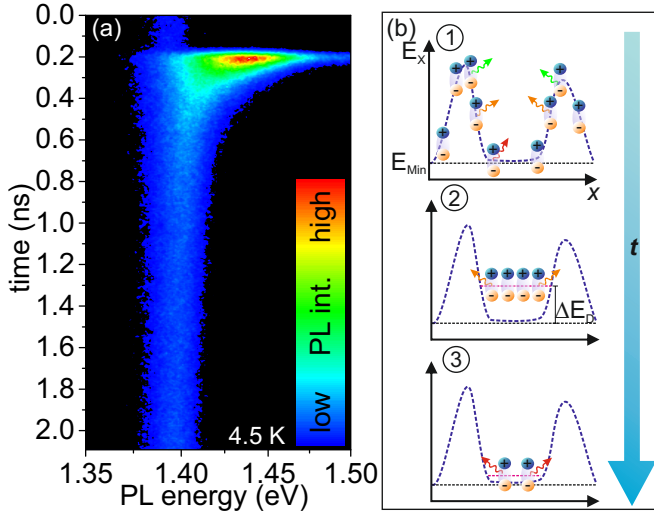 (a)
0.0
0.2
0.4
0.6
0.8
1.0
1.2
1.4
1.6
1.8
2.0
time (ns)
high
PL int.
low
4.5 K
1.35
1.40
1.45
1.50
PL energy (eV)
(b)
1
E_X
E_Min
x
2
ΔE_D
3
t